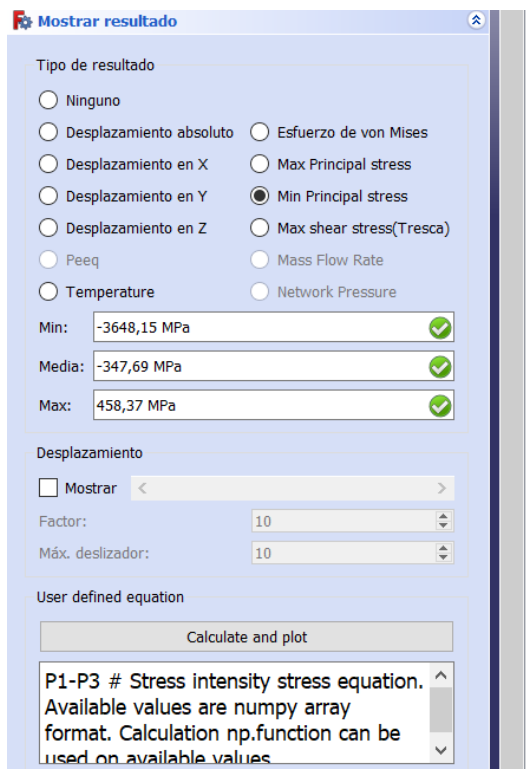 Mostrar resultado
Tipo de resultado
Ninguno
Desplazamiento absoluto Esfuerzo de von Mises
Desplazamiento en X Max Principal stress
Desplazamiento en Y Min Principal stress
Desplazamiento en Z Max shear stress(Tresca)
Peeq Mass Flow Rate
Temperature Network Pressure
Min: -3648,15 MPa
Media: -347,69 MPa
Max: 458,37 MPa
Desplazamiento
Mostrar
Factor: 10
Máx. deslizador: 10
User defined equation
Calculate and plot
P1-P3 # Stress intensity stress equation.
Available values are numpy array
format. Calculation np.function can be
used on available values